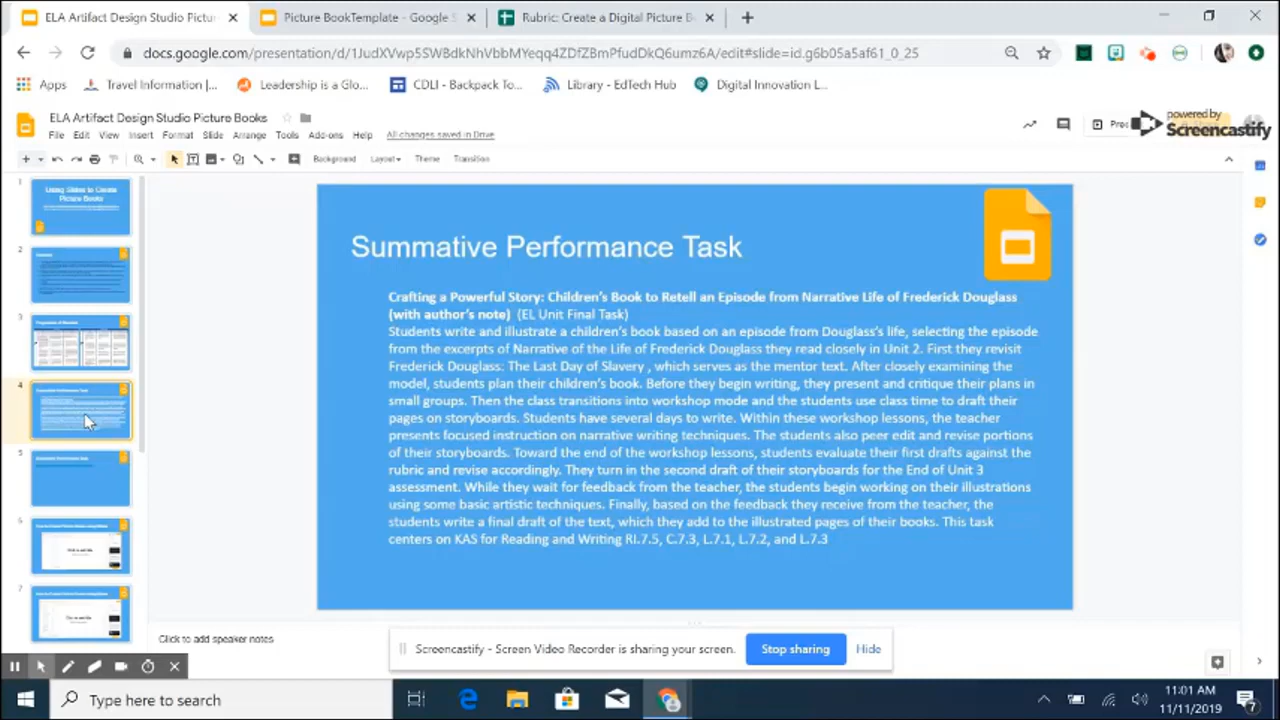 ELA Artifact Design Studio Pictur
Picture BookTemplate - Google S
Rubric: Create a Digital Picture B
docs.google.com/presentation/d/1JudXVwp5SW8dkNhVbbMYeqq4ZDfZBmPfudDkQ6umz6A/edit#slide=id.g6b05a5af61_0_25
Apps
Travel Information |...
Leadership is a Glo...
CDLI - Backpack To...
Library - EdTech Hub
Digital Innovation L...
ELA Artifact Design Studio Picture Books
File Edit View Insert Format Slide Arrange Tools Add-ons Help All changes saved in Drive
powered by
Screencastify
Background Layout Theme Transition
1
Using Slides to Create
Picture Books
2
3
4
5
6
7
Summative Performance Task
Crafting a Powerful Story: Children's Book to Retell an Episode from Narrative Life of Frederick Douglass
(with author's note) (EL Unit Final Task)
Students write and illustrate a children's book based on an episode from Douglass's life, selecting the episode
from the excerpts of Narrative of the Life of Frederick Douglass they read closely in Unit 2. First they revisit
Frederick Douglass: The Last Day of Slavery , which serves as the mentor text. After closely examining the
model, students plan their children's book. Before they begin writing, they present and critique their plans in
small groups. Then the class transitions into workshop mode and the students use class time to draft their
pages on storyboards. Students have several days to write. Within these workshop lessons, the teacher
presents focused instruction on narrative writing techniques. The students also peer edit and revise portions
of their storyboards. Toward the end of the workshop lessons, students evaluate their first drafts against the
rubric and revise accordingly. They turn in the second draft of their storyboards for the End of Unit 3
assessment. While they wait for feedback from the teacher, the students begin working on their illustrations
using some basic artistic techniques. Finally, based on the feedback they receive from the teacher, the
students write a final draft of the text, which they add to the illustrated pages of their books. This task
centers on KAS for Reading and Writing RI.7.5, C.7.3, L.7.1, L.7.2, and L.7.3
Click to add speaker notes
Screencastify - Screen Video Recorder is sharing your screen.
Stop sharing
Hide
Type here to search
11:01 AM
11/11/2019
7